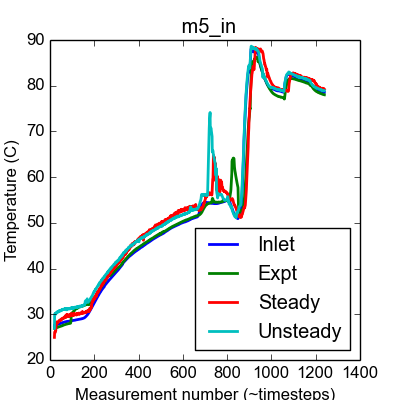 m5_in
90
80
70
60
50
40
30
20
Temperature (C)
Inlet
Expt
Steady
Unsteady
0 200 400 600 800 1000 1200 1400
Measurement number (~timesteps)